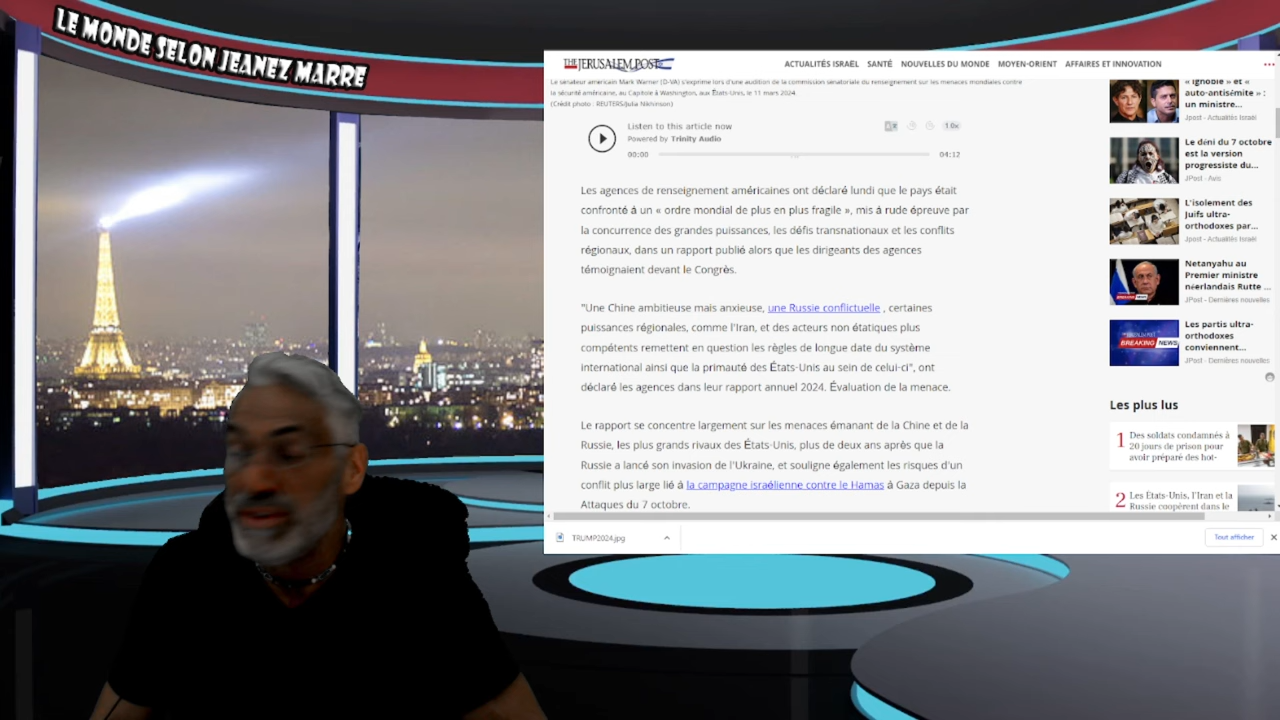 LE MONDE SELON JEANEZ MARRE
THE JERUSALEM POST
ACTUALITÉS ISRAËL SANTÉ NOUVELLES DU MONDE MOYEN-ORIENT AFFAIRES ET INNOVATION
Le sénateur américain Mark Warner (D-VA) s'exprime lors d'une audition de la commission sénatoriale du renseignement sur les menaces mondiales contre
la sécurité américaine, au Capitole à Washington, aux États-Unis, le 11 mars 2024.
(Crédit photo : REUTERS/Julia Nikhinson)
Listen to this article now
Powered by Trinity Audio
00:00
04:12
1.0x
Les agences de renseignement américaines ont déclaré lundi que le pays était
confronté à un « ordre mondial de plus en plus fragile », mis à rude épreuve par
la concurrence des grandes puissances, les défis transnationaux et les conflits
régionaux, dans un rapport publié alors que les dirigeants des agences
témoignaient devant le Congrès.
"Une Chine ambitieuse mais anxieuse, une Russie conflictuelle , certaines
puissances régionales, comme l'Iran, et des acteurs non étatiques plus
compétents remettent en question les règles de longue date du système
international ainsi que la primauté des États-Unis au sein de celui-ci", ont
déclaré les agences dans leur rapport annuel 2024. Évaluation de la menace.
Le rapport se concentre largement sur les menaces émanant de la Chine et de la
Russie, les plus grands rivaux des États-Unis, plus de deux ans après que la
Russie a lancé son invasion de l'Ukraine, et souligne également les risques d'un
conflit plus large lié à la campagne israélienne contre le Hamas à Gaza depuis la
Attaques du 7 octobre.
« ignoble » et «
auto-antisémite » :
un ministre...
Jpost - Actualités Israël
Le déni du 7 octobre
est la version
progressiste du...
JPost - Avis
L'isolement des
Juifs ultra-
orthodoxes par...
Jpost - Actualités Israël
Netanyahu au
Premier ministre
néerlandais Rutte ...
JPost - Dernières nouvelles
BREAKING NEWS
Les partis ultra-
orthodoxes
conviennent...
JPost - Dernières nouvelles
Les plus lus
1 Des soldats condamnés à
20 jours de prison pour
avoir préparé des hot-
2 Les États-Unis, l'Iran et la
Russie coopèrent dans le
TRUMP2024.jpg
Tout afficher